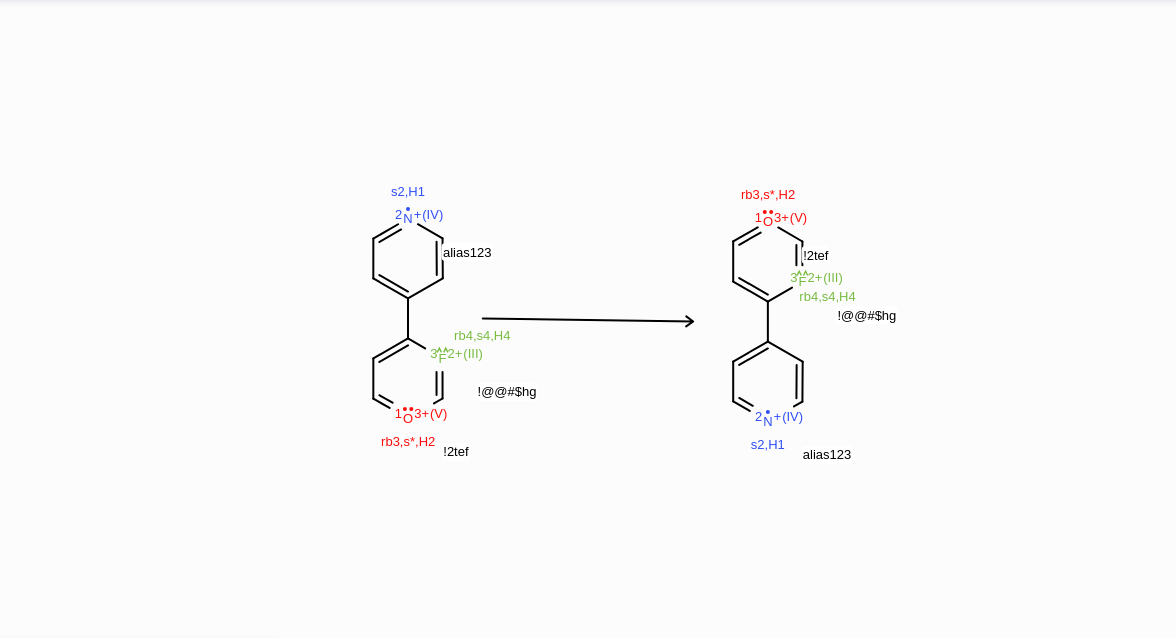 s2,H1
2N+(IV)
alias123
rb4,s4,H4
3F2+(III)
!@@#$hg
1O3+(V)
rb3,s*,H2
!2tef
rb3,s*,H2
1O3+(V)
!2tef
3F2+(III)
rb4,s4,H4
!@@#$hg
2N+(IV)
s2,H1
alias123